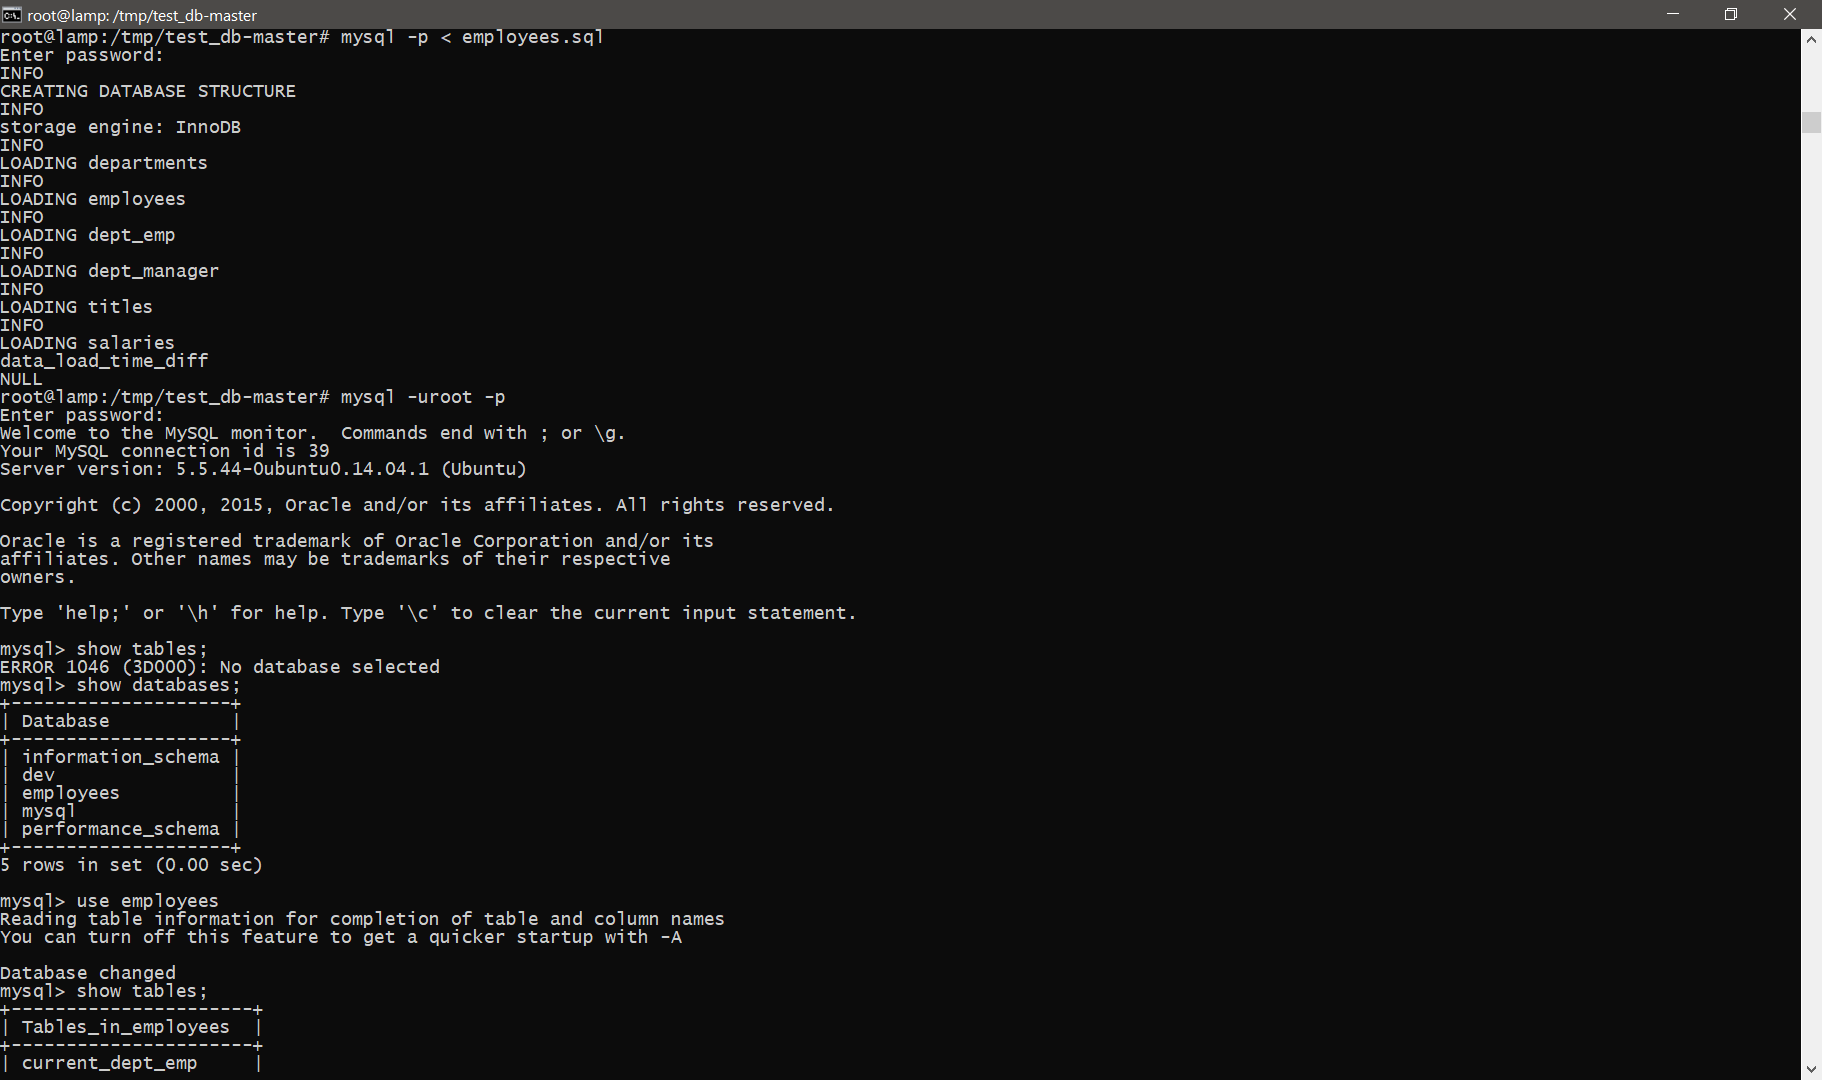 root@lamp: /tmp/test_db-master
root@lamp:/tmp/test_db-master# mysql -p < employees.sql
Enter password:
INFO
CREATING DATABASE STRUCTURE
INFO
storage engine: InnoDB
INFO
LOADING departments
INFO
LOADING employees
INFO
LOADING dept_emp
INFO
LOADING dept_manager
INFO
LOADING titles
INFO
LOADING salaries
data_load_time_diff
NULL
root@lamp:/tmp/test_db-master# mysql -uroot -p
Enter password:
Welcome to the MySQL monitor.  Commands end with ; or \g.
Your MySQL connection id is 39
Server version: 5.5.44-0ubuntu0.14.04.1 (Ubuntu)

Copyright (c) 2000, 2015, Oracle and/or its affiliates. All rights reserved.

Oracle is a registered trademark of Oracle Corporation and/or its
affiliates. Other names may be trademarks of their respective
owners.

Type 'help;' or '\h' for help. Type '\c' to clear the current input statement.

mysql> show tables;
ERROR 1046 (3D000): No database selected
mysql> show databases;
+--------------------+
| Database           |
+--------------------+
| information_schema |
| dev                |
| employees          |
| mysql              |
| performance_schema |
+--------------------+
5 rows in set (0.00 sec)

mysql> use employees
Reading table information for completion of table and column names
You can turn off this feature to get a quicker startup with -A

Database changed
mysql> show tables;
+----------------------+
| Tables_in_employees  |
+----------------------+
| current_dept_emp     |